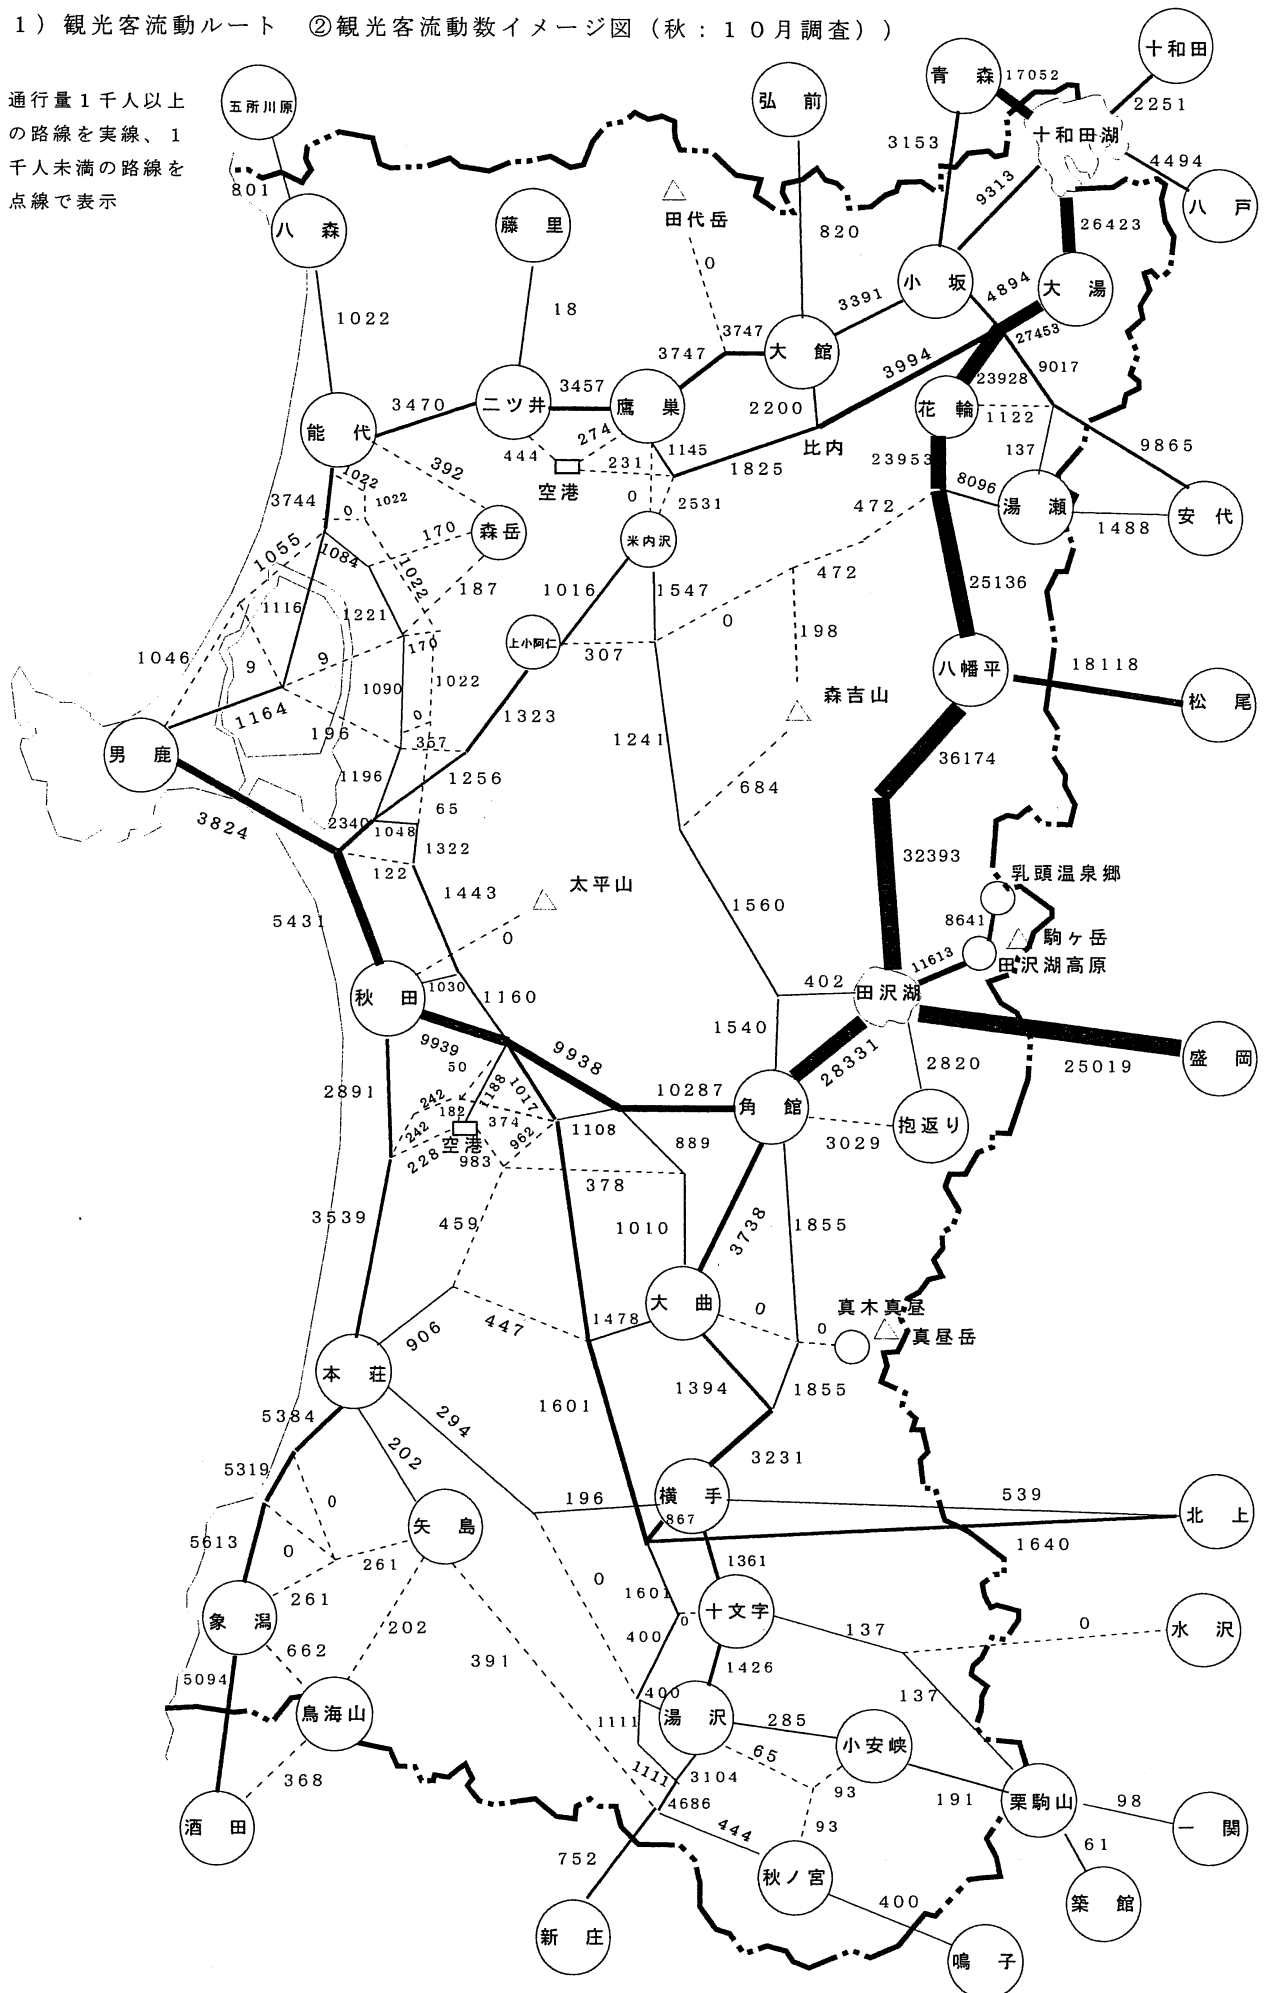 1）観光客流動ルート　②観光客流動数イメージ図（秋：１０月調査））
通行量１千人以上
の路線を実線、１
千人未満の路線を
点線で表示
五所川原
弘　前
青　森
17052
十和田
2251
3153
十和田湖
4494
八　戸
801
八　森
藤　里
田代岳
820
9313
26423
0
小　坂
4894
大　湯
1022
18
3391
3747
大　館
27453
3747
3994
9017
3457
23928
3470
二ツ井
鷹　巣
2200
花　輪
1122
能　代
274
1145
比内
137
9865
392
444
231
1825
23953
1022
空港
8096
3744
1022
0
0
2531
472
湯　瀬
安　代
1488
170
森岳
米内沢
1055
1084
1022
187
1016
1547
472
25136
1116
1221
0
198
上小阿仁
307
170
1046
9
9
八幡平
18118
1090
1022
森吉山
松　尾
1164
196
0
1323
1241
男　鹿
367
36174
1196
1256
684
65
3824
2340
1048
1322
32393
122
乳頭温泉郷
1443
太平山
1560
8641
5431
0
駒ヶ岳
11613
田沢湖高原
秋　田
1030
1160
402
田沢湖
9939
9938
1540
50
28331
2820
25019
盛　岡
2891
242
1188
1017
10287
角　館
182
374
抱返り
242
空港
962
1108
889
3029
228
983
378
3539
459
1010
3738
1855
大　曲
0
真木真昼
906
447
1478
0
真昼岳
本　荘
1394
1855
1601
5384
294
202
3231
5319
0
横　手
196
539
矢　島
867
北　上
5613
0
1640
261
1361
261
0
1601
象　潟
0
十文字
202
137
0
水　沢
662
400
391
1426
5094
400
137
鳥海山
湯　沢
285
1111
小安峡
65
368
1111
3104
93
191
栗駒山
98
酒　田
4686
一　関
444
93
61
752
秋ノ宮
400
築　館
新　庄
鳴　子